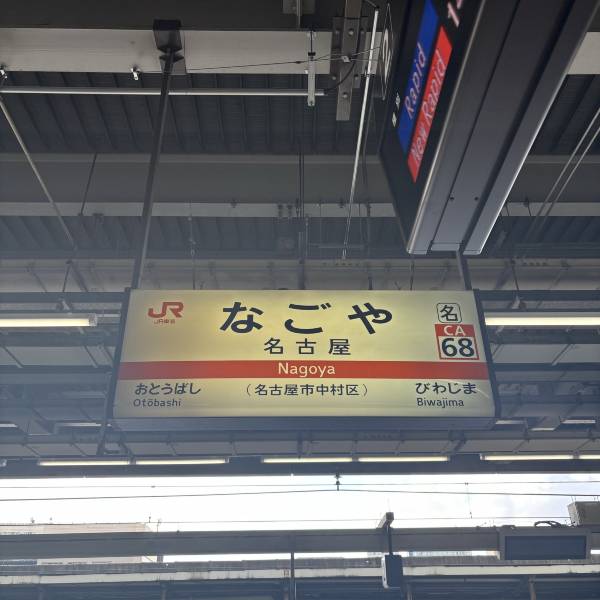 Rapid
New Rapid
JR
JR東海
なごや
名古屋
名
CA
68
Nagoya
おとうばし
Otōbashi
（名古屋市中村区）
びわじま
Biwajima